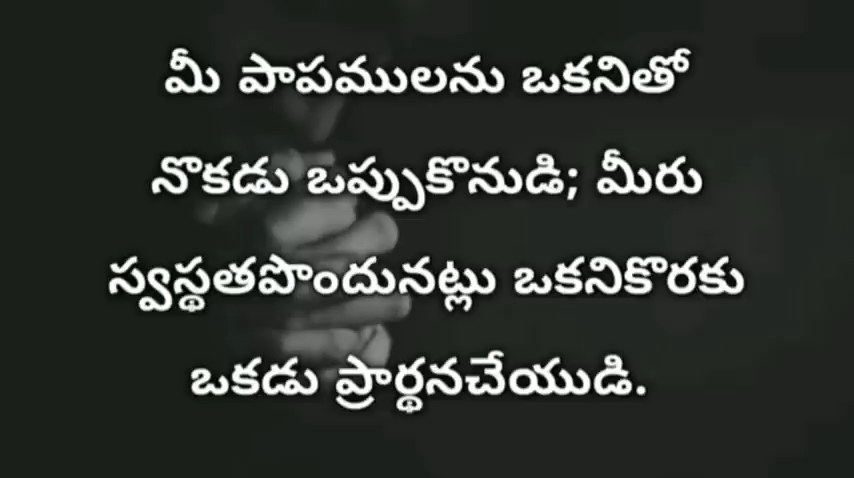 మీ పాపములను ఒకనితో
నొకడు ఒప్పుకొనుడి; మీరు
స్వస్థతపొందునట్లు ఒకనికొరకు
ఒకడు ప్రార్థనచేయుడి.